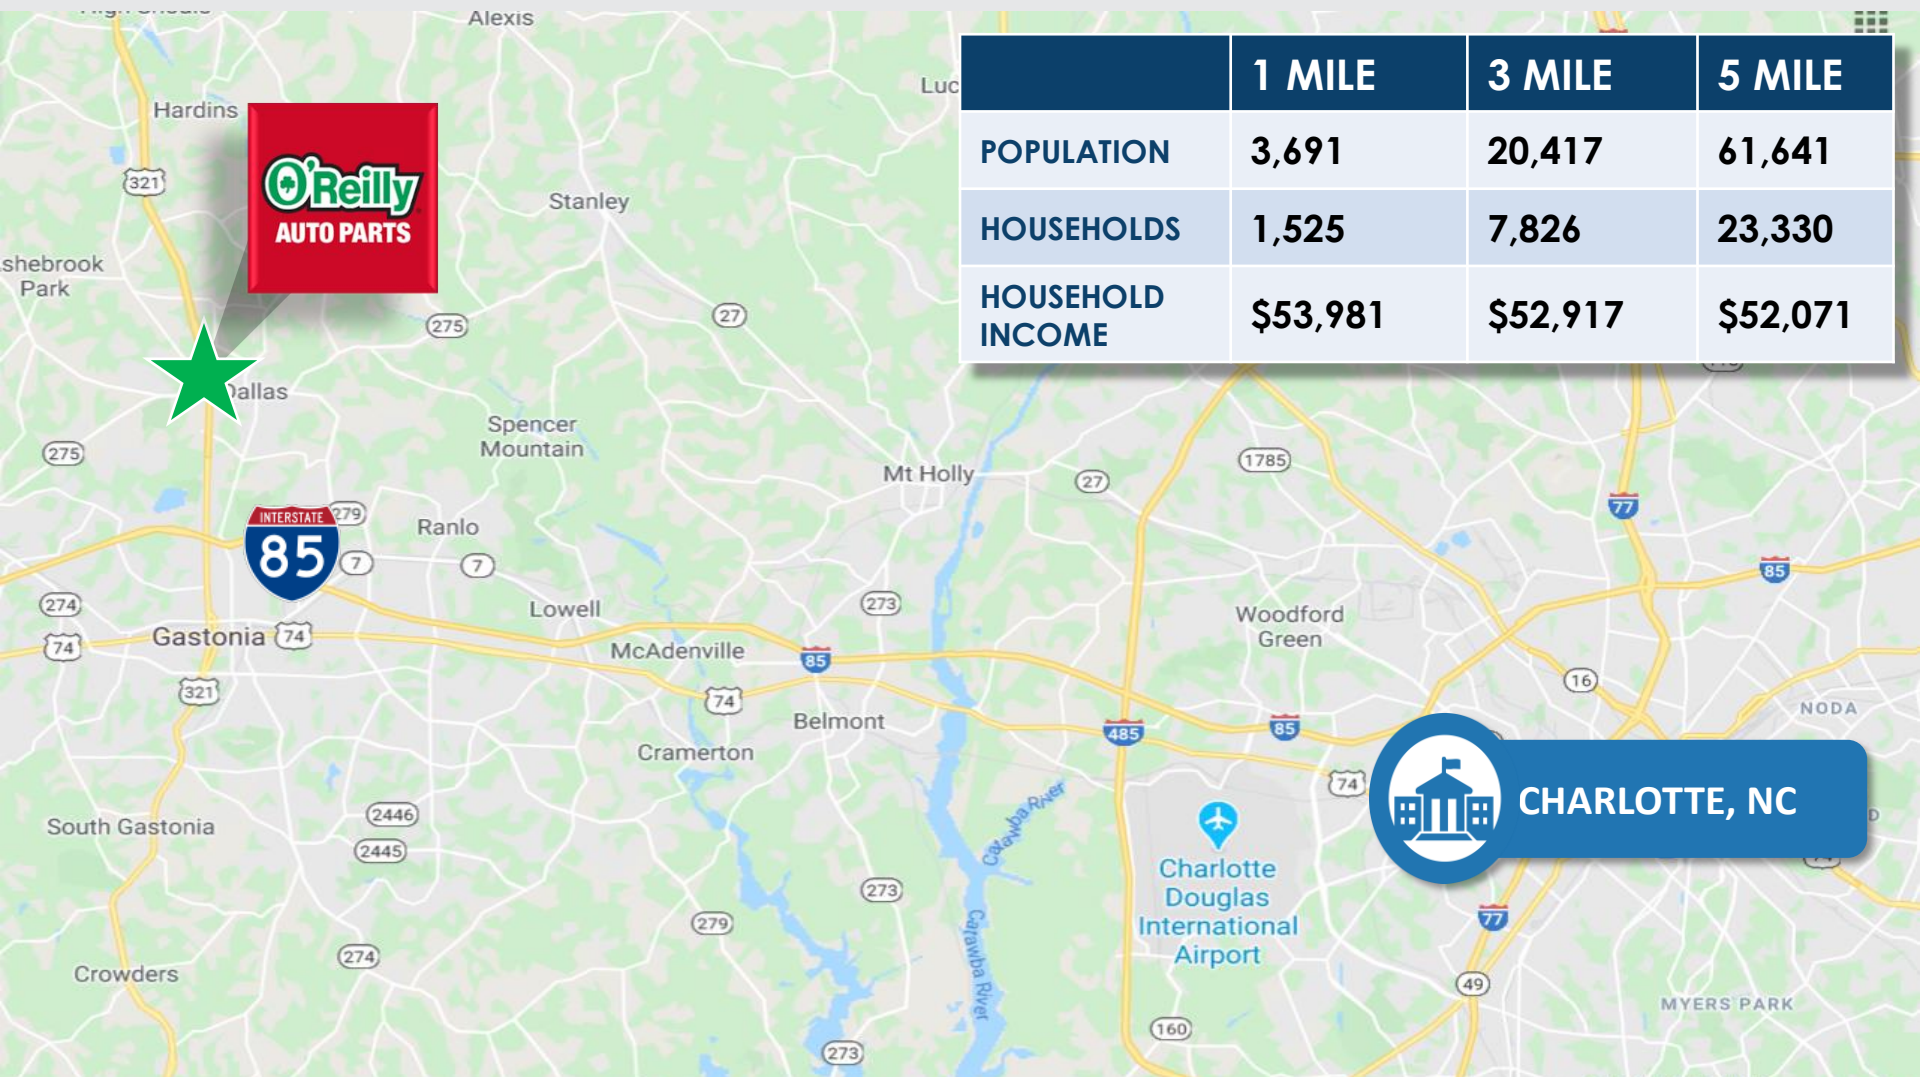 Alexis
Hardins
321
O'Reilly
AUTO PARTS
Stanley
1 MILE
3 MILE
5 MILE
POPULATION
3,691
20,417
61,641
HOUSEHOLDS
1,525
7,826
23,330
HOUSEHOLD
INCOME
$53,981
$52,917
$52,071
Park
275
27
Dallas
Spencer
Mountain
275
Mt Holly
27
1785
77
INTERSTATE
85
279
7
Ranlo
7
85
274
74
Gastonia
74
Lowell
273
Woodford
Green
McAdenville
85
321
74
16
NODA
Belmont
485
85
Cramerton
74
CHARLOTTE, NC
South Gastonia
2446
2445
Catawba River
Charlotte
Douglas
International
Airport
273
279
77
Catawba River
Crowders
274
49
MYERS PARK
160
273